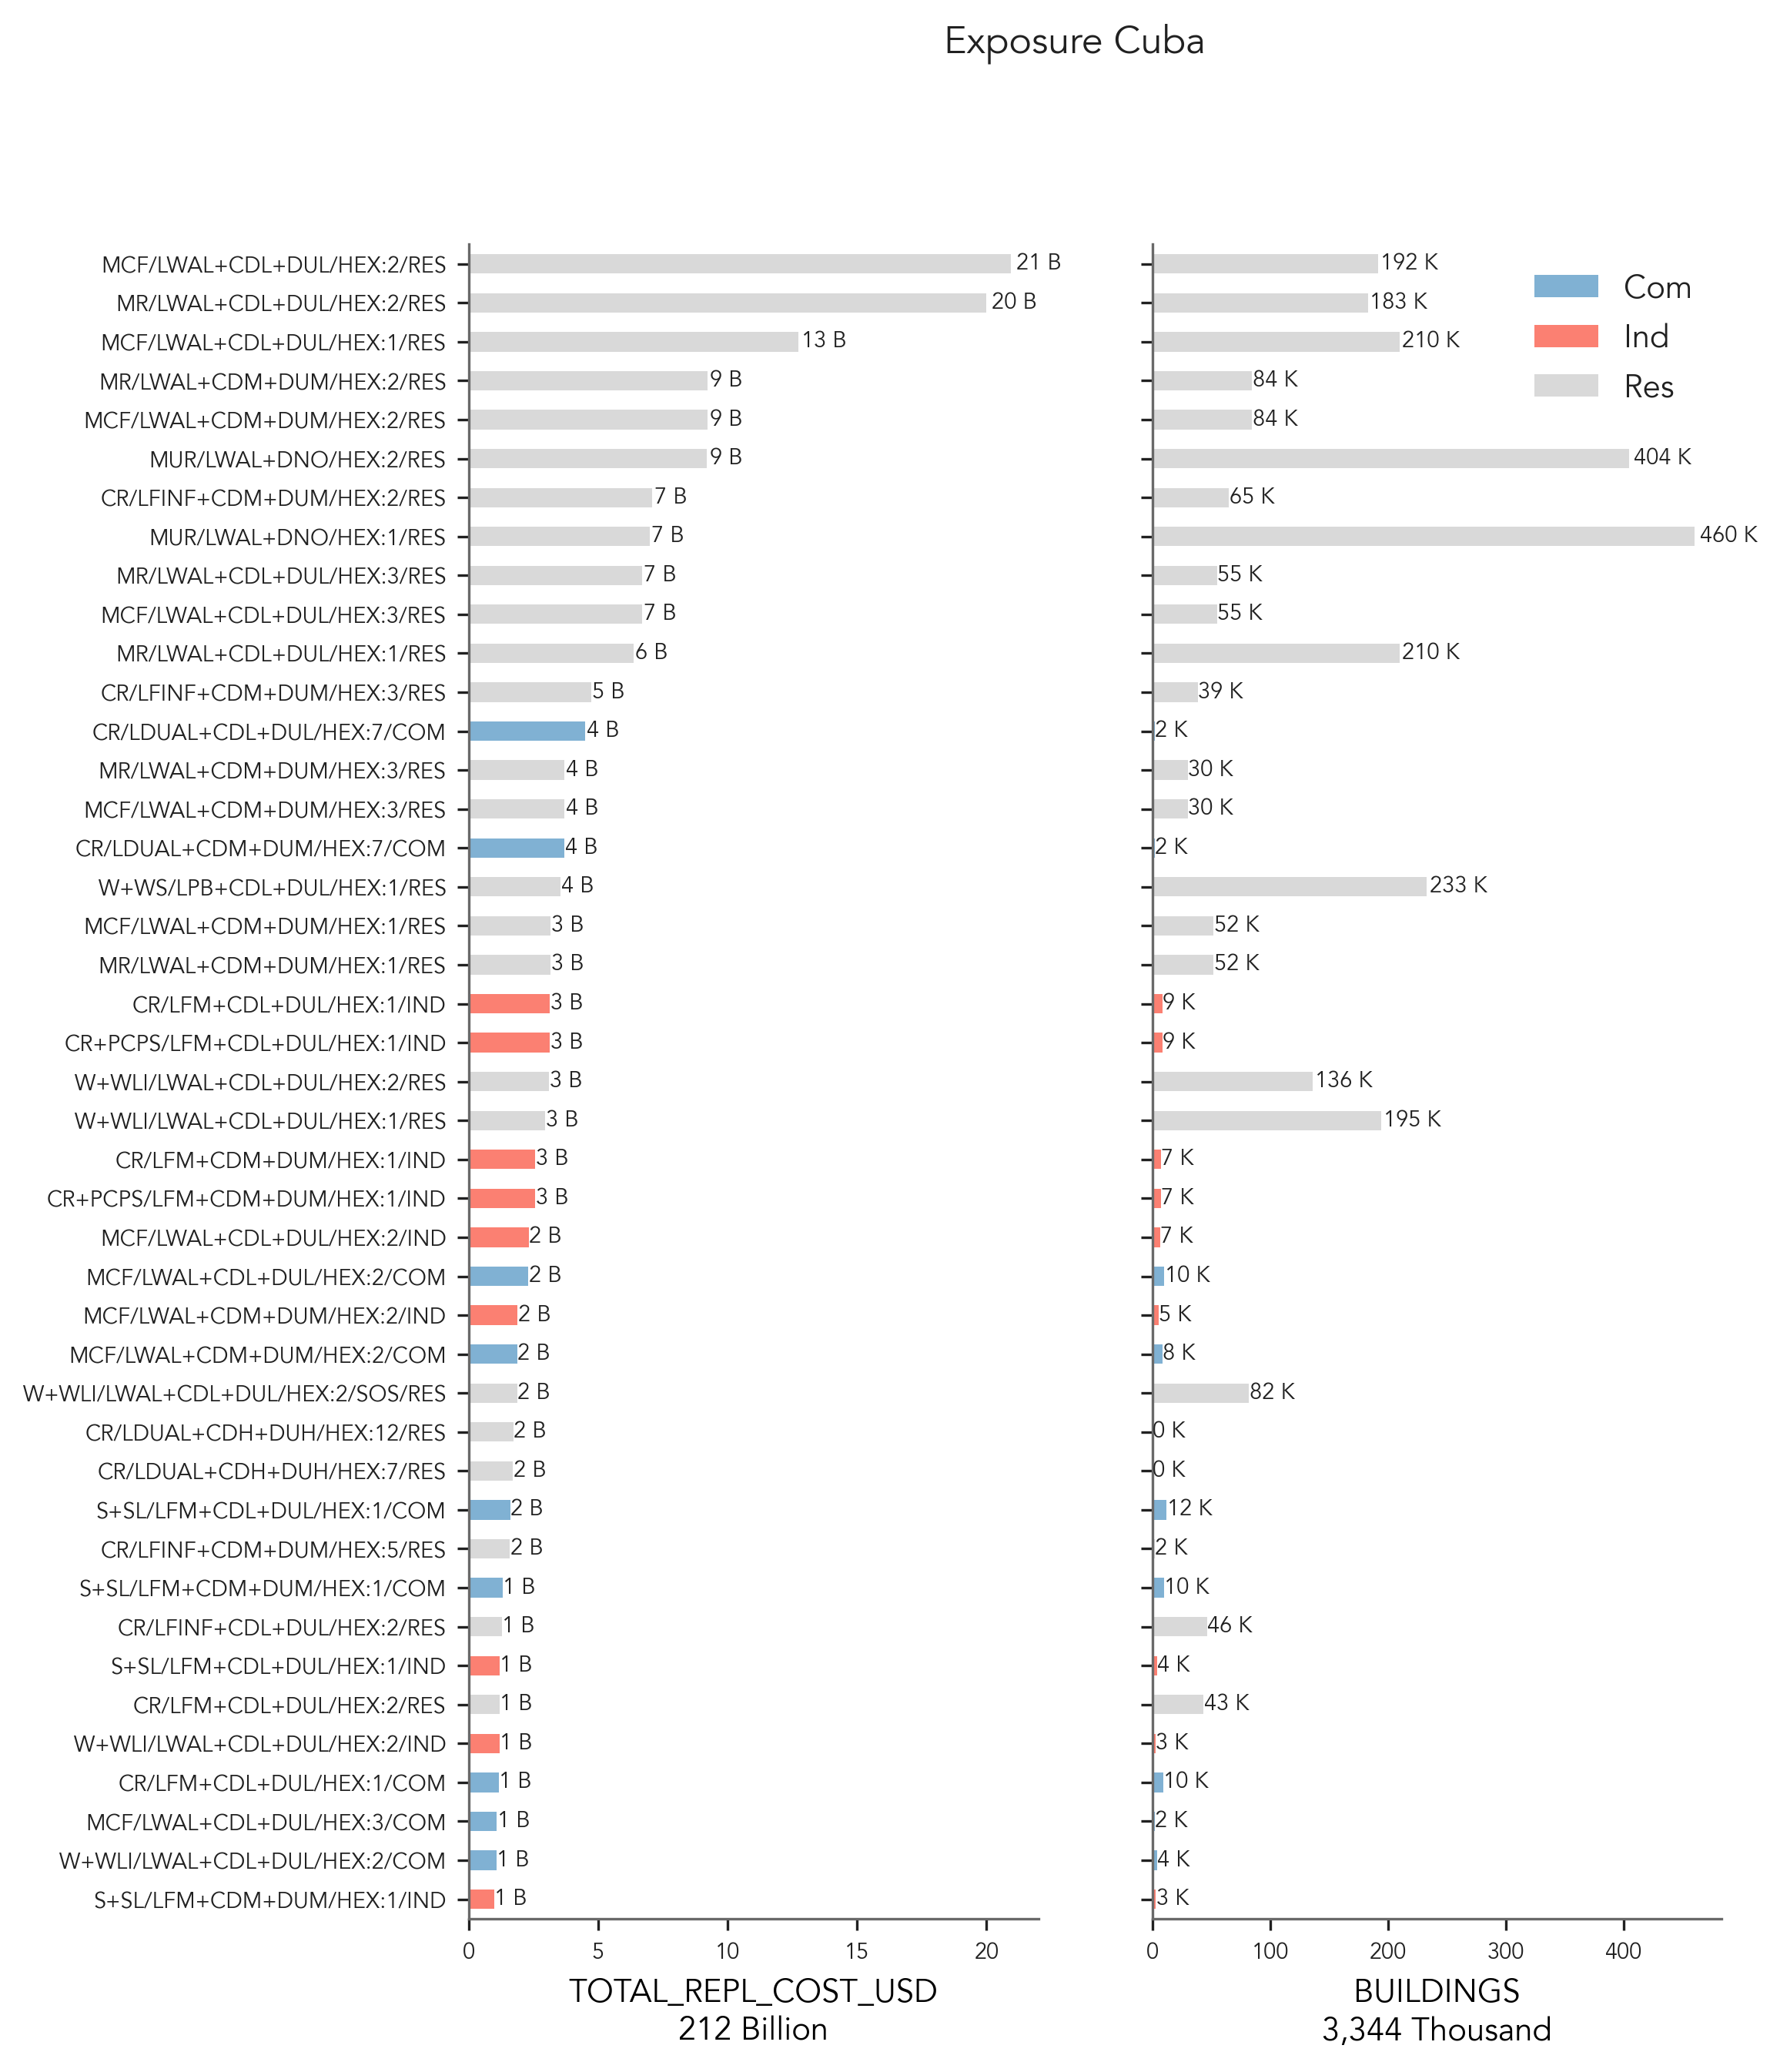 Exposure Cuba
MCF/LWAL+CDL+DUL/HEX:2/RES 21 B 192 K
MR/LWAL+CDL+DUL/HEX:2/RES 20 B 183 K
MCF/LWAL+CDL+DUL/HEX:1/RES 13 B 210 K
MR/LWAL+CDM+DUM/HEX:2/RES 9 B 84 K
MCF/LWAL+CDM+DUM/HEX:2/RES 9 B 84 K
MUR/LWAL+DNO/HEX:2/RES 9 B 404 K
CR/LFINF+CDM+DUM/HEX:2/RES 7 B 65 K
MUR/LWAL+DNO/HEX:1/RES 7 B 460 K
MR/LWAL+CDL+DUL/HEX:3/RES 7 B 55 K
MCF/LWAL+CDL+DUL/HEX:3/RES 7 B 55 K
MR/LWAL+CDL+DUL/HEX:1/RES 6 B 210 K
CR/LFINF+CDM+DUM/HEX:3/RES 5 B 39 K
CR/LDUAL+CDL+DUL/HEX:7/COM 4 B 2 K
MR/LWAL+CDM+DUM/HEX:3/RES 4 B 30 K
MCF/LWAL+CDM+DUM/HEX:3/RES 4 B 30 K
CR/LDUAL+CDM+DUM/HEX:7/COM 4 B 2 K
W+WS/LPB+CDL+DUL/HEX:1/RES 4 B 233 K
MCF/LWAL+CDM+DUM/HEX:1/RES 3 B 52 K
MR/LWAL+CDM+DUM/HEX:1/RES 3 B 52 K
CR/LFM+CDL+DUL/HEX:1/IND 3 B 9 K
CR+PCPS/LFM+CDL+DUL/HEX:1/IND 3 B 9 K
W+WLI/LWAL+CDL+DUL/HEX:2/RES 3 B 136 K
W+WLI/LWAL+CDL+DUL/HEX:1/RES 3 B 195 K
CR/LFM+CDM+DUM/HEX:1/IND 3 B 7 K
CR+PCPS/LFM+CDM+DUM/HEX:1/IND 3 B 7 K
MCF/LWAL+CDL+DUL/HEX:2/IND 2 B 7 K
MCF/LWAL+CDL+DUL/HEX:2/COM 2 B 10 K
MCF/LWAL+CDM+DUM/HEX:2/IND 2 B 5 K
MCF/LWAL+CDM+DUM/HEX:2/COM 2 B 8 K
W+WLI/LWAL+CDL+DUL/HEX:2/SOS/RES 2 B 82 K
CR/LDUAL+CDH+DUH/HEX:12/RES 2 B 0 K
CR/LDUAL+CDH+DUH/HEX:7/RES 2 B 0 K
S+SL/LFM+CDL+DUL/HEX:1/COM 2 B 12 K
CR/LFINF+CDM+DUM/HEX:5/RES 2 B 2 K
S+SL/LFM+CDM+DUM/HEX:1/COM 1 B 10 K
CR/LFINF+CDL+DUL/HEX:2/RES 1 B 46 K
S+SL/LFM+CDL+DUL/HEX:1/IND 1 B 4 K
CR/LFM+CDL+DUL/HEX:2/RES 1 B 43 K
W+WLI/LWAL+CDL+DUL/HEX:2/IND 1 B 3 K
CR/LFM+CDL+DUL/HEX:1/COM 1 B 10 K
MCF/LWAL+CDL+DUL/HEX:3/COM 1 B 2 K
W+WLI/LWAL+CDL+DUL/HEX:2/COM 1 B 4 K
S+SL/LFM+CDM+DUM/HEX:1/IND 1 B 3 K
0 5 10 15 20
TOTAL_REPL_COST_USD
212 Billion
0 100 200 300 400
BUILDINGS
3,344 Thousand
Com
Ind
Res